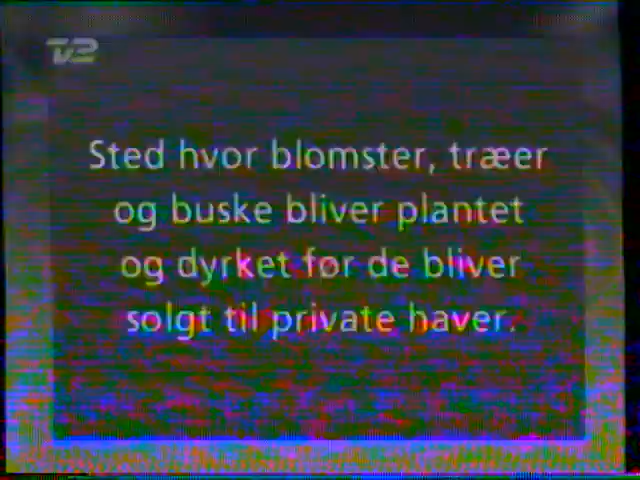 TV2
Sted hvor blomster, træer
og buske bliver plantet
og dyrket før de bliver
solgt til private haver.